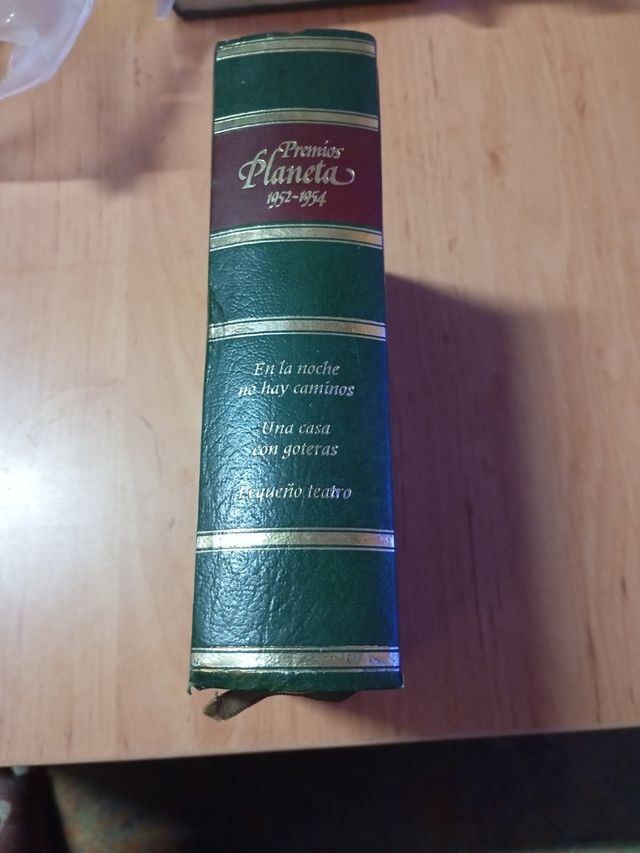 Premios
Planeta
1952-1954
En la noche
no hay caminos
Una casa
con goteras
Pequeño teatro